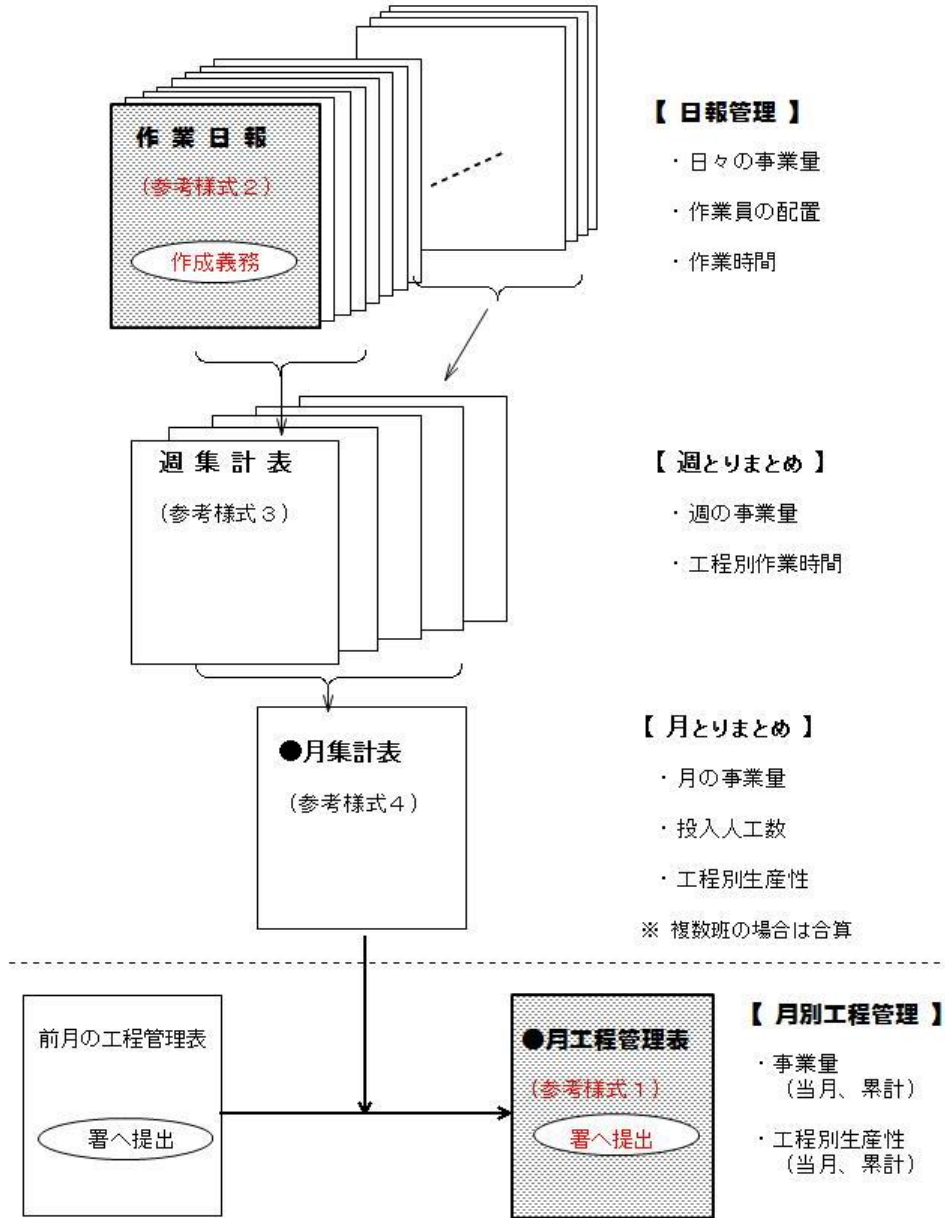 作業日報
(参考様式２)
作成義務
【 日報管理 】
・日々の事業量
・作業員の配置
・作業時間
週集計表
(参考様式３)
【 週とりまとめ 】
・週の事業量
・工程別作業時間
●月集計表
(参考様式４)
【 月とりまとめ 】
・月の事業量
・投入人工数
・工程別生産性
※ 複数班の場合は合算
前月の工程管理表
署へ提出
●月工程管理表
(参考様式１)
署へ提出
【 月別工程管理 】
・事業量
(当月、累計)
・工程別生産性
(当月、累計)